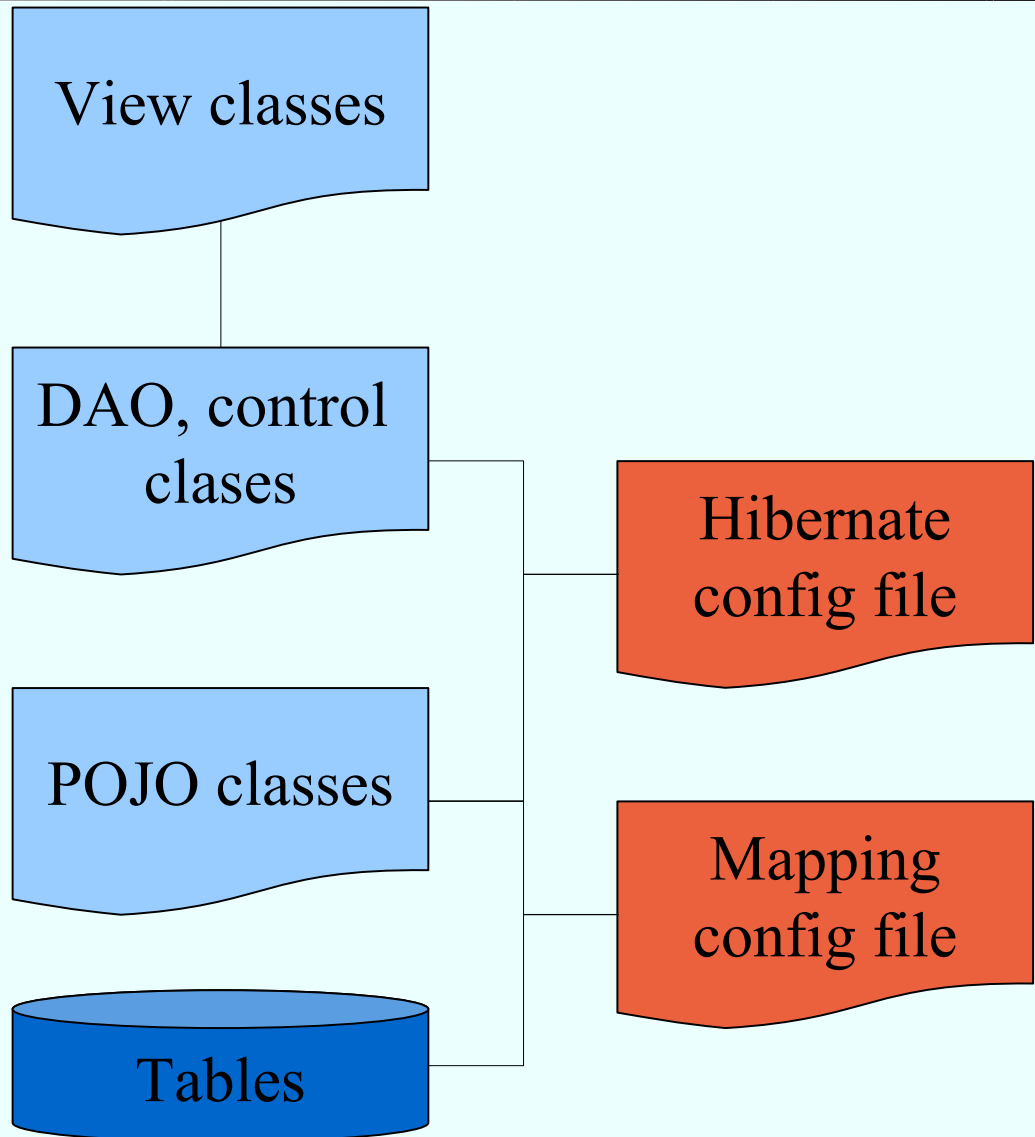 View classes
DAO, control
clases
Hibernate
config file
POJO classes
Mapping
config file
Tables